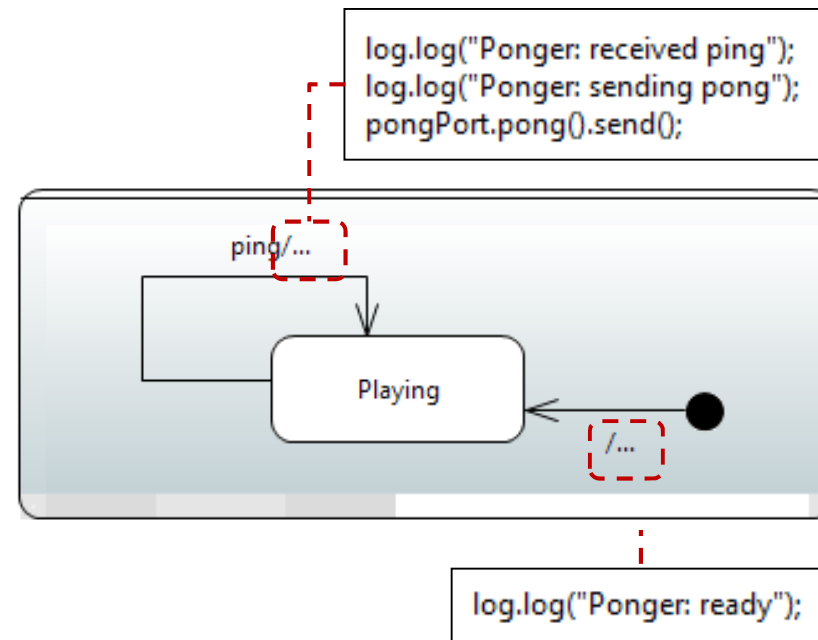 log.log("Ponger: received ping");
log.log("Ponger: sending pong");
pongPort.pong().send();
ping/...
Playing
/...
log.log("Ponger: ready");